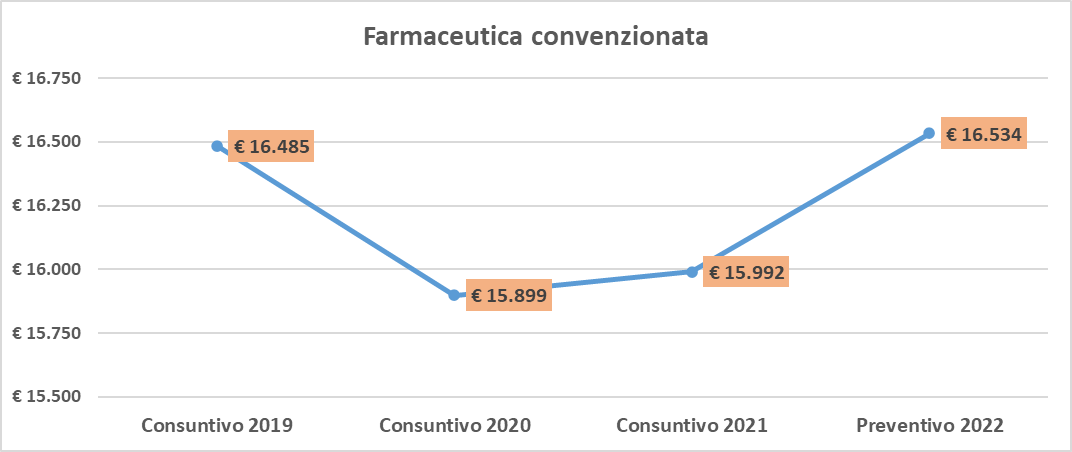 Farmaceutica convenzionata
€ 16.750
€ 16.500
€ 16.250
€ 16.000
€ 15.750
€ 15.500
€ 16.485
€ 15.899
€ 15.992
€ 16.534
Consuntivo 2019
Consuntivo 2020
Consuntivo 2021
Preventivo 2022